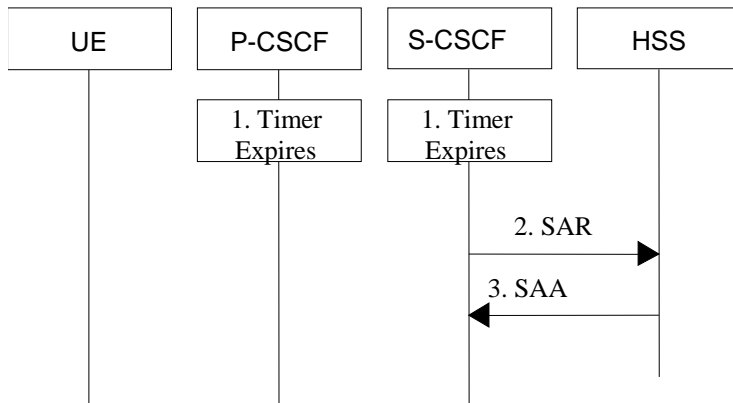 UE
P-CSCF
S-CSCF
HSS
1. Timer
Expires
1. Timer
Expires
2. SAR
3. SAA